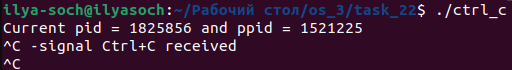 ilya-soch@ilyasoch:~/Рабочий стол/os_3/task_22$ ./ctrl_c
Current pid = 1825856 and ppid = 1521225
^C -signal Ctrl+C received
^C